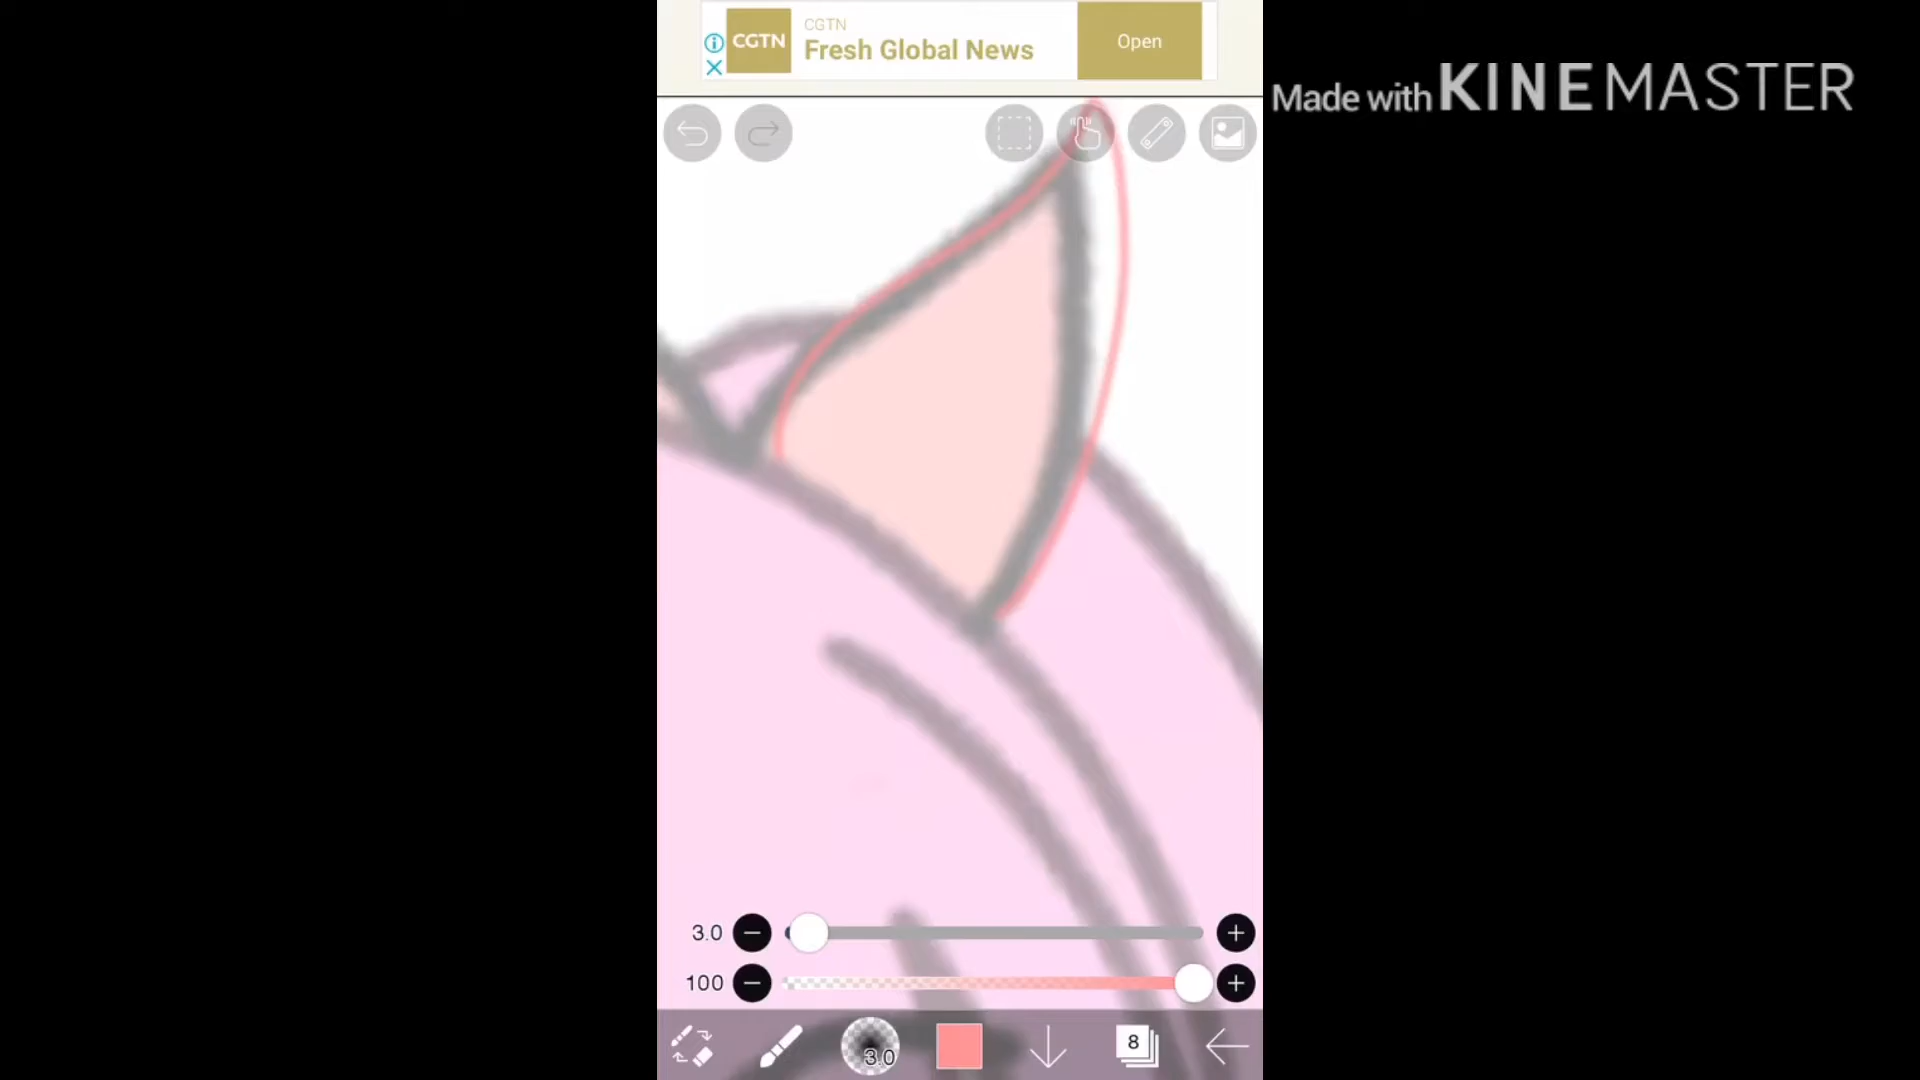 CGTN
CGTN
Fresh Global News
Open
Made with KINEMASTER
3.0
100
3.0
8